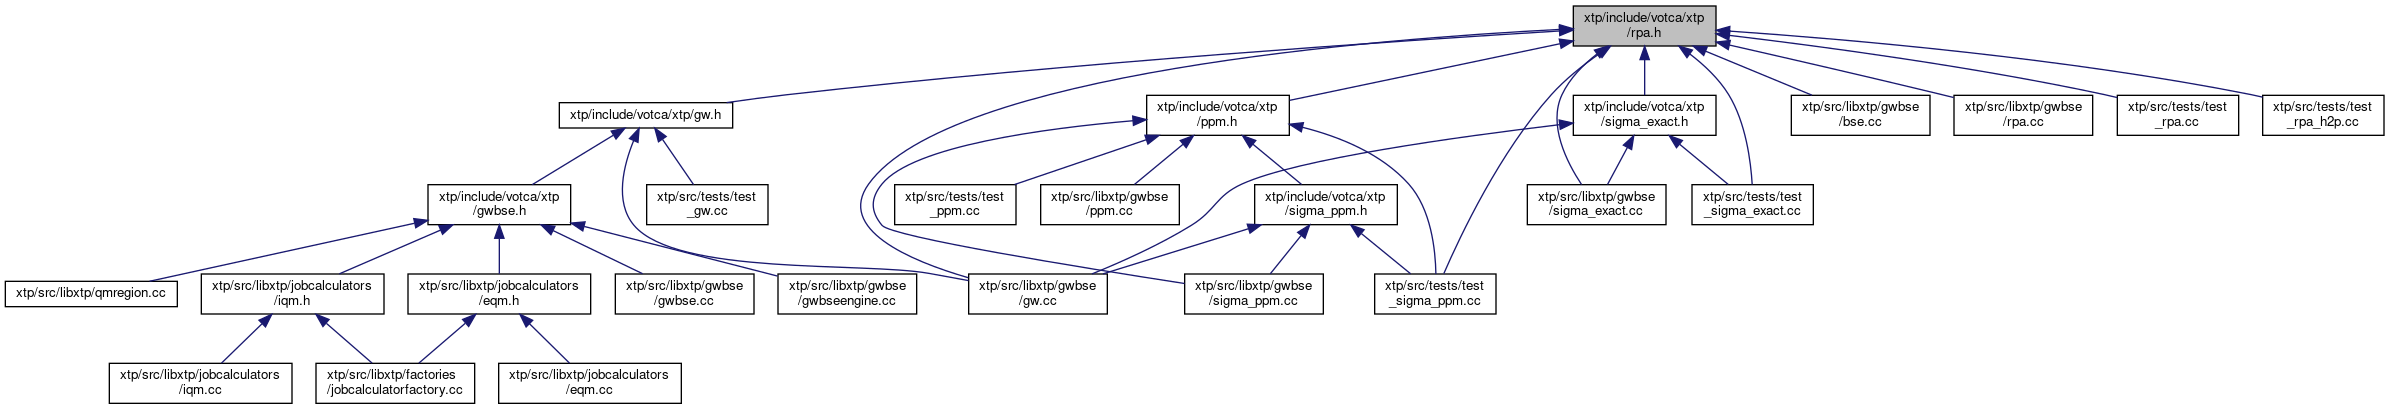 xtp/include/votca/xtp
/rpa.h
xtp/include/votca/xtp/gw.h
xtp/include/votca/xtp
/ppm.h
xtp/include/votca/xtp
/sigma_exact.h
xtp/src/libxtp/gwbse
/bse.cc
xtp/src/libxtp/gwbse
/rpa.cc
xtp/src/tests/test
_rpa.cc
xtp/src/tests/test
_rpa_h2p.cc
xtp/include/votca/xtp
/gwbse.h
xtp/src/tests/test
_gw.cc
xtp/src/tests/test
_ppm.cc
xtp/src/libxtp/gwbse
/ppm.cc
xtp/include/votca/xtp
/sigma_ppm.h
xtp/src/libxtp/gwbse
/sigma_exact.cc
xtp/src/tests/test
_sigma_exact.cc
xtp/src/libxtp/qmregion.cc
xtp/src/libxtp/jobcalculators
/iqm.h
xtp/src/libxtp/jobcalculators
/eqm.h
xtp/src/libxtp/gwbse
/gwbse.cc
xtp/src/libxtp/gwbse
/gwbseengine.cc
xtp/src/libxtp/gwbse
/gw.cc
xtp/src/libxtp/gwbse
/sigma_ppm.cc
xtp/src/tests/test
_sigma_ppm.cc
xtp/src/libxtp/jobcalculators
/iqm.cc
xtp/src/libxtp/factories
/jobcalculatorfactory.cc
xtp/src/libxtp/jobcalculators
/eqm.cc